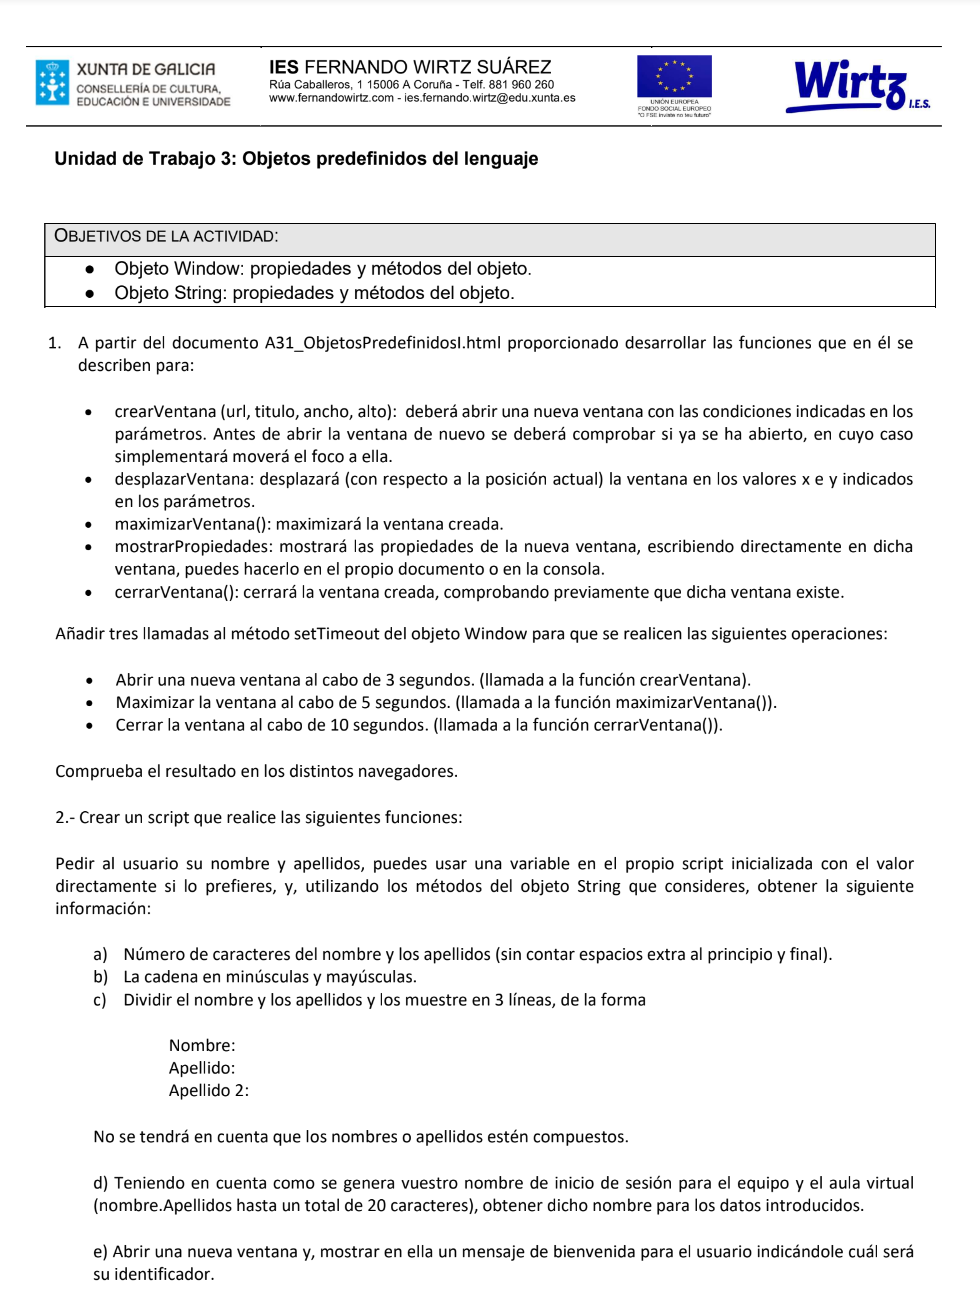 XUNTA DE GALICIA
CONSELLERÍA DE CULTURA,
EDUCACIÓN E UNIVERSIDADE
IES FERNANDO WIRTZ SUÁREZ
Rúa Caballeros, 1 15006 A Coruña - Telf. 881 960 260
www.fernandowirtz.com - ies.fernando.wirtz@edu.xunta.es
UNIÓN EUROPEA
FONDO SOCIAL EUROPEO
"O FSE inviste no teu futuro"
Wirtz I.E.S.
Unidad de Trabajo 3: Objetos predefinidos del lenguaje
OBJETIVOS DE LA ACTIVIDAD:
● Objeto Window: propiedades y métodos del objeto.
● Objeto String: propiedades y métodos del objeto.
1. A partir del documento A31_ObjetosPredefinidosI.html proporcionado desarrollar las funciones que en él se
describen para:
• crearVentana (url, titulo, ancho, alto): deberá abrir una nueva ventana con las condiciones indicadas en los
parámetros. Antes de abrir la ventana de nuevo se deberá comprobar si ya se ha abierto, en cuyo caso
simplementará moverá el foco a ella.
• desplazarVentana: desplazará (con respecto a la posición actual) la ventana en los valores x e y indicados
en los parámetros.
• maximizarVentana(): maximizará la ventana creada.
• mostrarPropiedades: mostrará las propiedades de la nueva ventana, escribiendo directamente en dicha
ventana, puedes hacerlo en el propio documento o en la consola.
• cerrarVentana(): cerrará la ventana creada, comprobando previamente que dicha ventana existe.
Añadir tres llamadas al método setTimeout del objeto Window para que se realicen las siguientes operaciones:
• Abrir una nueva ventana al cabo de 3 segundos. (llamada a la función crearVentana).
• Maximizar la ventana al cabo de 5 segundos. (llamada a la función maximizarVentana()).
• Cerrar la ventana al cabo de 10 segundos. (llamada a la función cerrarVentana()).
Comprueba el resultado en los distintos navegadores.
2.- Crear un script que realice las siguientes funciones:
Pedir al usuario su nombre y apellidos, puedes usar una variable en el propio script inicializada con el valor
directamente si lo prefieres, y, utilizando los métodos del objeto String que consideres, obtener la siguiente
información:
a) Número de caracteres del nombre y los apellidos (sin contar espacios extra al principio y final).
b) La cadena en minúsculas y mayúsculas.
c) Dividir el nombre y los apellidos y los muestre en 3 líneas, de la forma
Nombre:
Apellido:
Apellido 2:
No se tendrá en cuenta que los nombres o apellidos estén compuestos.
d) Teniendo en cuenta como se genera vuestro nombre de inicio de sesión para el equipo y el aula virtual
(nombre.Apellidos hasta un total de 20 caracteres), obtener dicho nombre para los datos introducidos.
e) Abrir una nueva ventana y, mostrar en ella un mensaje de bienvenida para el usuario indicándole cuál será
su identificador.